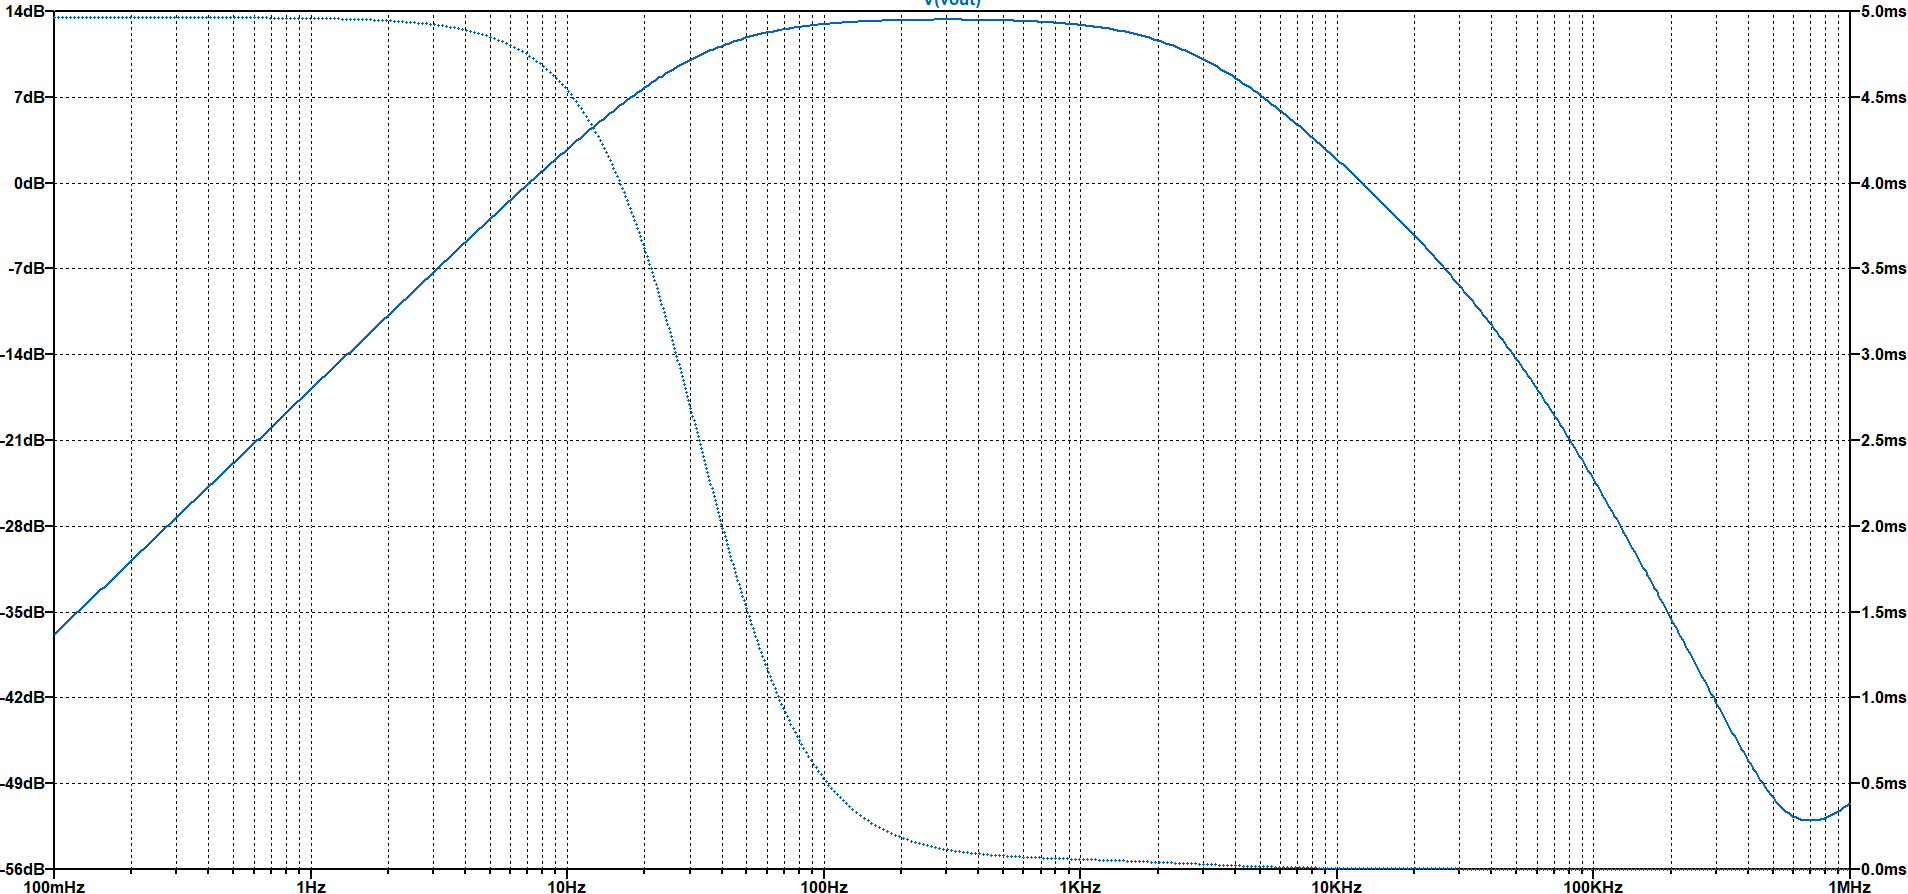 V(vout)
14dB
7dB
0dB
-7dB
-14dB
-21dB
-28dB
-35dB
-42dB
-49dB
-56dB
5.0ms
4.5ms
4.0ms
3.5ms
3.0ms
2.5ms
2.0ms
1.5ms
1.0ms
0.5ms
0.0ms
100mHz 1Hz 10Hz 100Hz 1KHz 10KHz 100KHz 1MHz